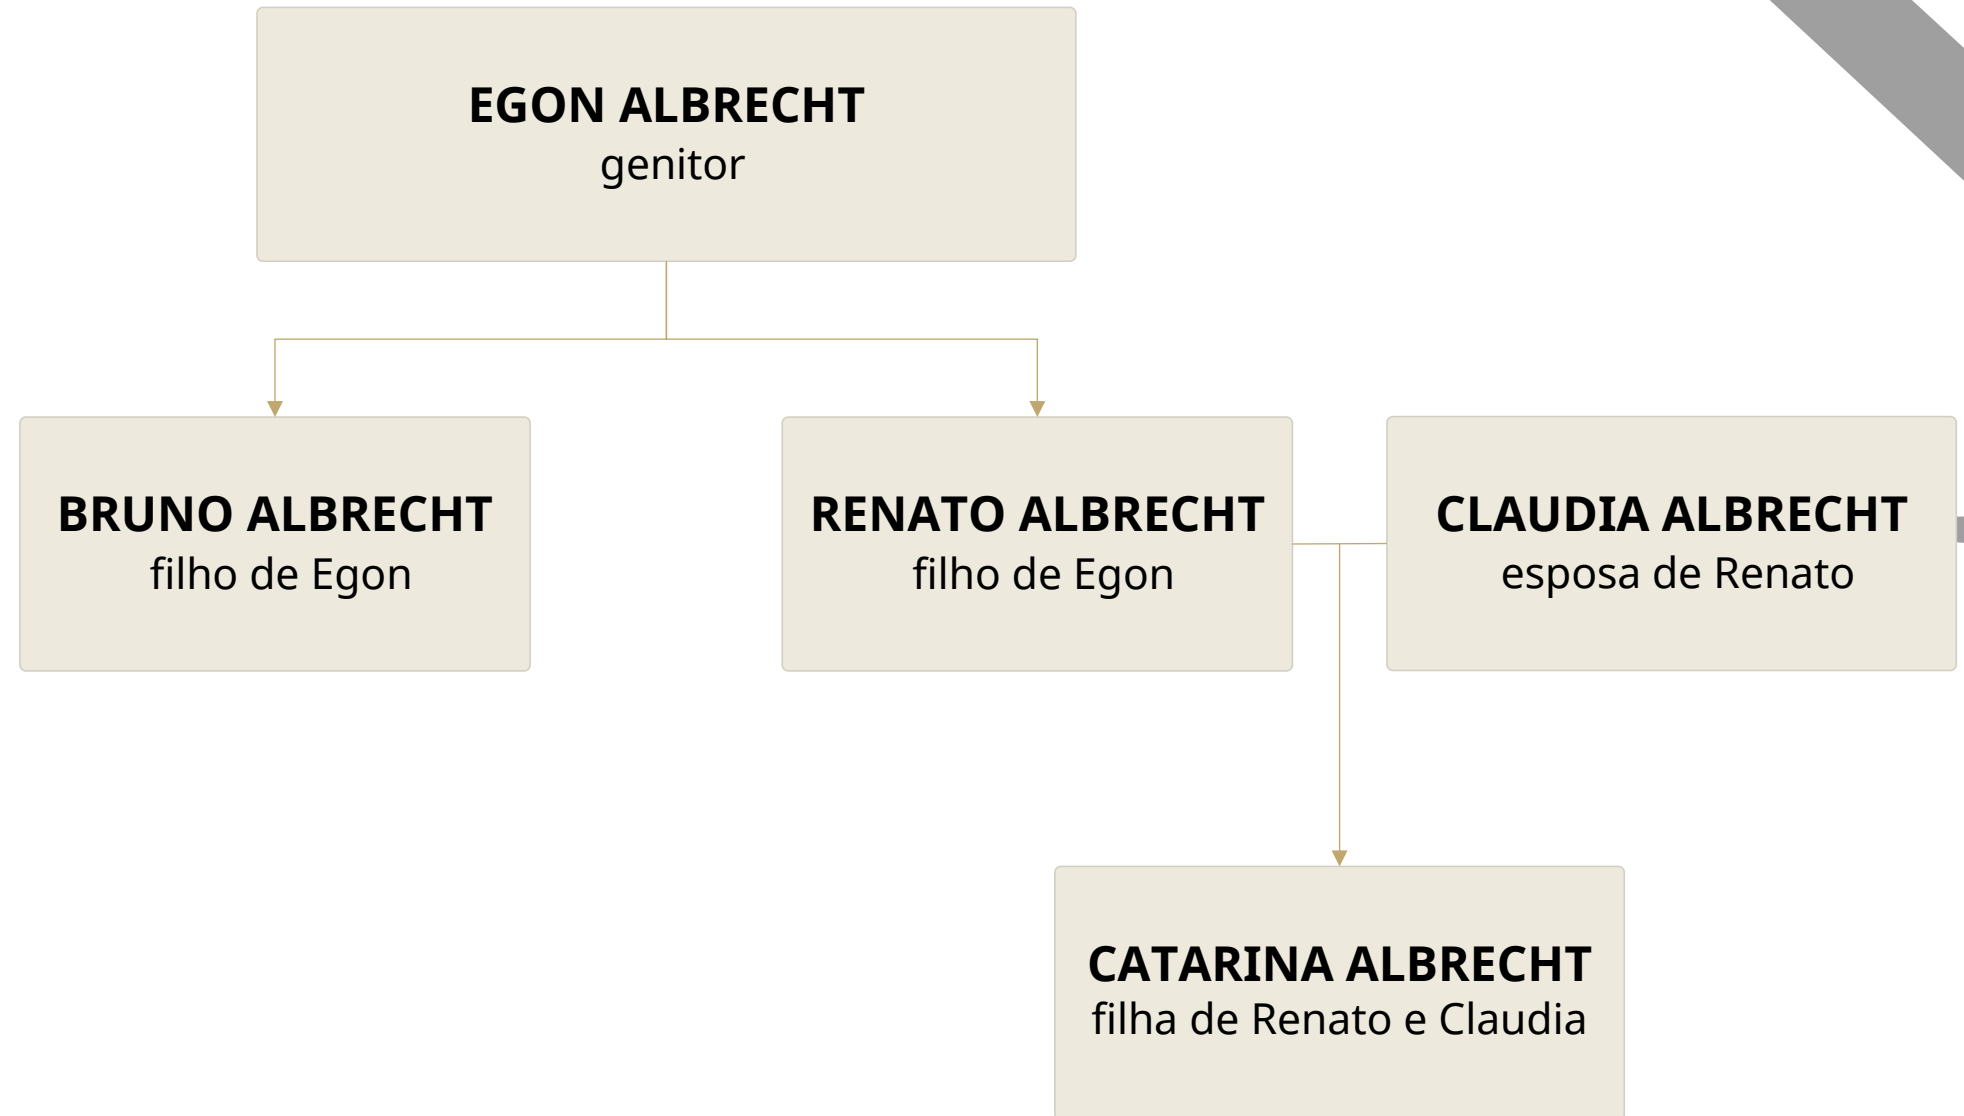 EGON ALBRECHT
genitor
BRUNO ALBRECHT
filho de Egon
RENATO ALBRECHT
filho de Egon
CLAUDIA ALBRECHT
esposa de Renato
CATARINA ALBRECHT
filha de Renato e Claudia